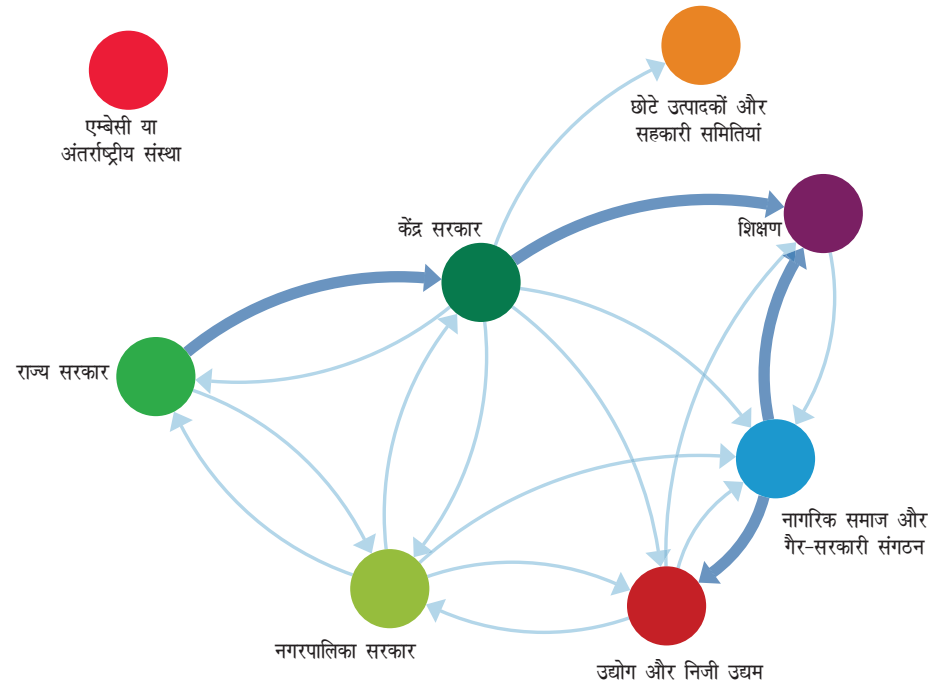 एम्बेसी या
अंतर्राष्ट्रीय संस्था
छोटे उत्पादकों और
सहकारी समितियां
केंद्र सरकार
शिक्षण
राज्य सरकार
नागरिक समाज और
गैर-सरकारी संगठन
नगरपालिका सरकार
उद्योग और निजी उद्यम